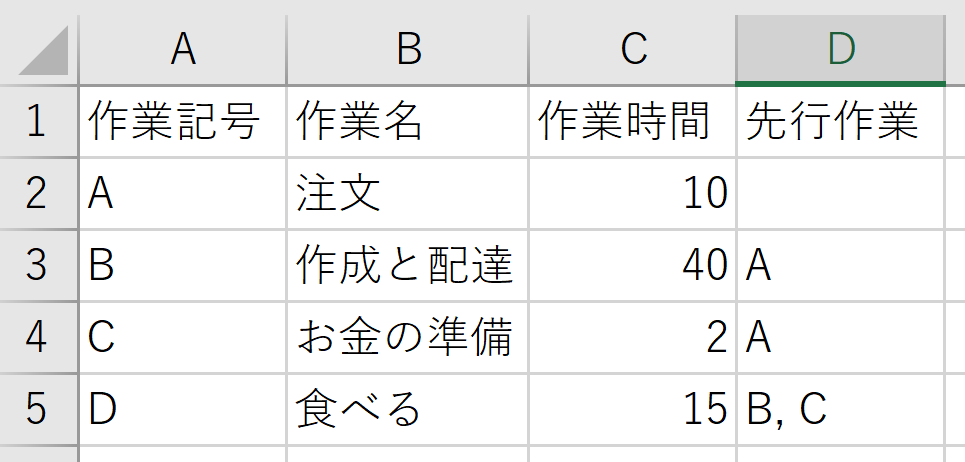 A B C D
1 作業記号 作業名 作業時間 先行作業
2 A 注文 10
3 B 作成と配達 40 A
4 C お金の準備 2 A
5 D 食べる 15 B, C